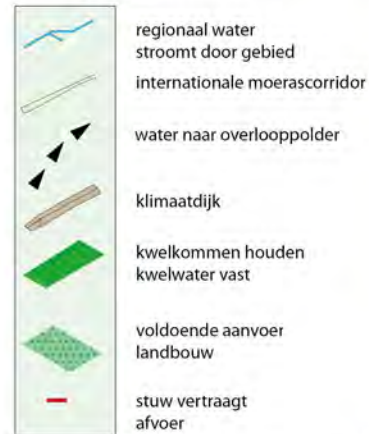 regionaal water
stroomt door gebied
internationale moerascorridor
water naar overlooppolder
klimaatdijk
kwelkommen houden
kwelwater vast
voldoende aanvoer
landbouw
stuw vertraagt
afvoer